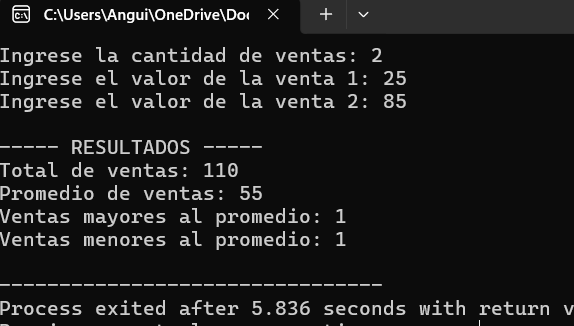 C:\Users\Angui\OneDrive\Doc
Ingrese la cantidad de ventas: 2
Ingrese el valor de la venta 1: 25
Ingrese el valor de la venta 2: 85
----- RESULTADOS -----
Total de ventas: 110
Promedio de ventas: 55
Ventas mayores al promedio: 1
Ventas menores al promedio: 1
--------------------------------
Process exited after 5.836 seconds with return v